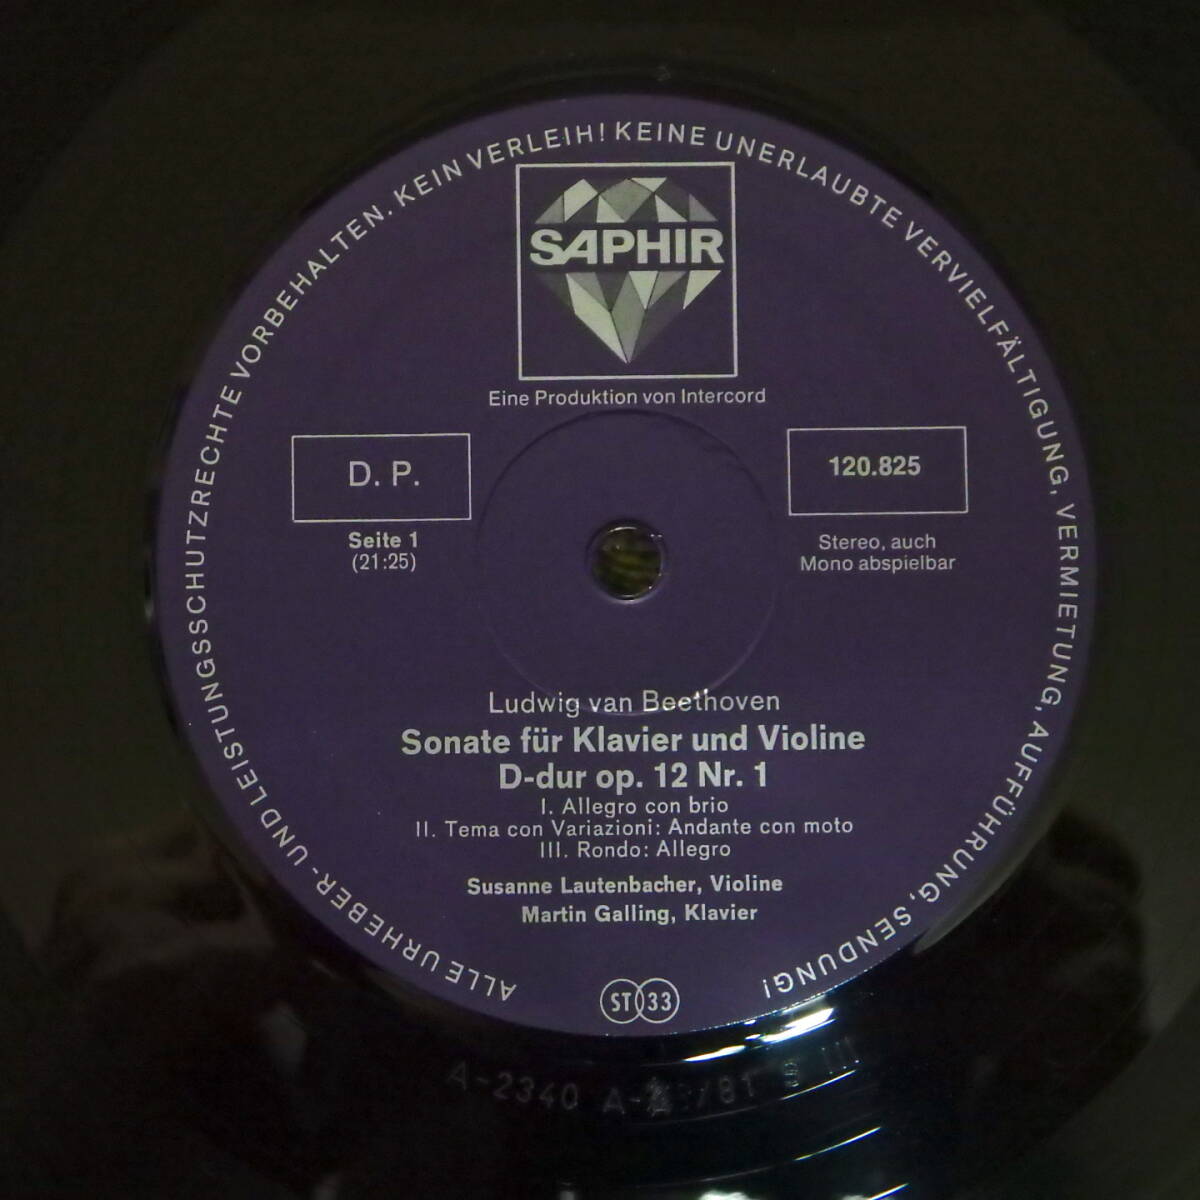 ALLE URHEBER- UND LEISTUNGSSCHUTZRECHTE VORBEHALTEN. KEIN VERLEIH! KEINE UNERLAUBTE VERVIELFÄLTIGUNG, VERMIETUNG, AUFFÜHRUNG, SENDUNG!
SAPHIR
Eine Produktion von Intercord
D. P.
120.825
Seite 1
(21:25)
Stereo, auch
Mono abspielbar
Ludwig van Beethoven
Sonate für Klavier und Violine
D-dur op. 12 Nr. 1
I. Allegro con brio
II. Tema con Variazioni: Andante con moto
III. Rondo: Allegro
Susanne Lautenbacher, Violine
Martin Galling, Klavier
ST 33
A-2340